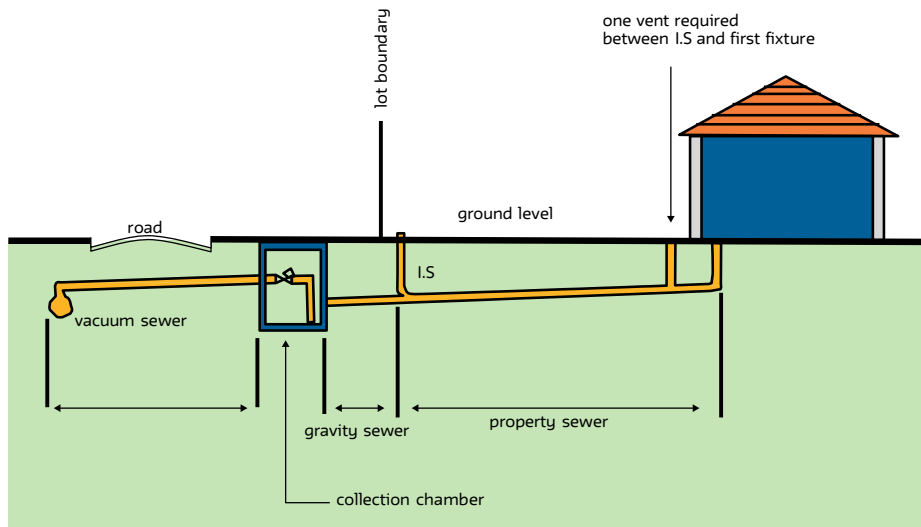 one vent required
between I.S and first fixture
lot boundary
ground level
road
I.S
vacuum sewer
gravity sewer
property sewer
collection chamber